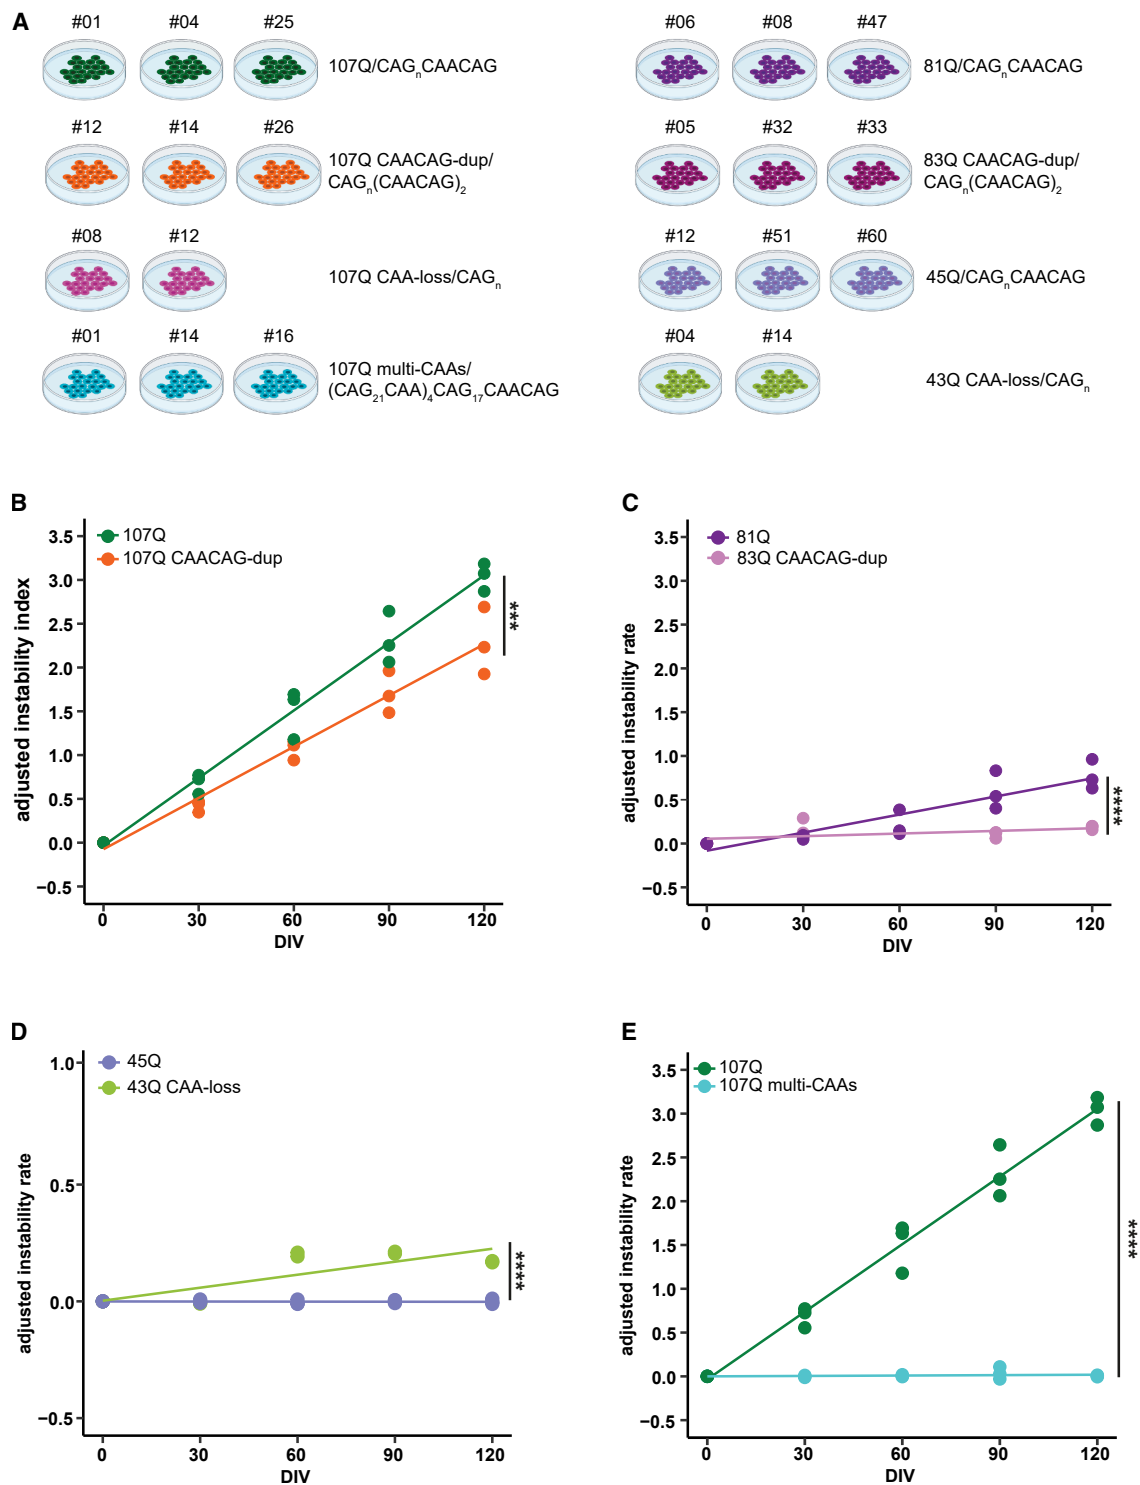 A
#01 #04 #25
107Q/CAGnCAACAG
#12 #14 #26
107Q CAACAG-dup/
CAGn(CAACAG)2
#08 #12
107Q CAA-loss/CAGn
#01 #14 #16
107Q multi-CAAs/
(CAG21CAA)4CAG17CAACAG
#06 #08 #47
81Q/CAGnCAACAG
#05 #32 #33
83Q CAACAG-dup/
CAGn(CAACAG)2
#12 #51 #60
45Q/CAGnCAACAG
#04 #14
43Q CAA-loss/CAGn
B
107Q
107Q CAACAG-dup
adjusted instability index
3.5
3.0
2.5
2.0
1.5
1.0
0.5
0.0
−0.5
0 30 60 90 120
DIV
***
C
81Q
83Q CAACAG-dup
adjusted instability rate
3.5
3.0
2.5
2.0
1.5
1.0
0.5
0.0
−0.5
0 30 60 90 120
DIV
****
D
45Q
43Q CAA-loss
adjusted instability rate
1.0
0.5
0.0
−0.5
0 30 60 90 120
DIV
****
E
107Q
107Q multi-CAAs
adjusted instability rate
3.5
3.0
2.5
2.0
1.5
1.0
0.5
0.0
−0.5
0 30 60 90 120
DIV
****